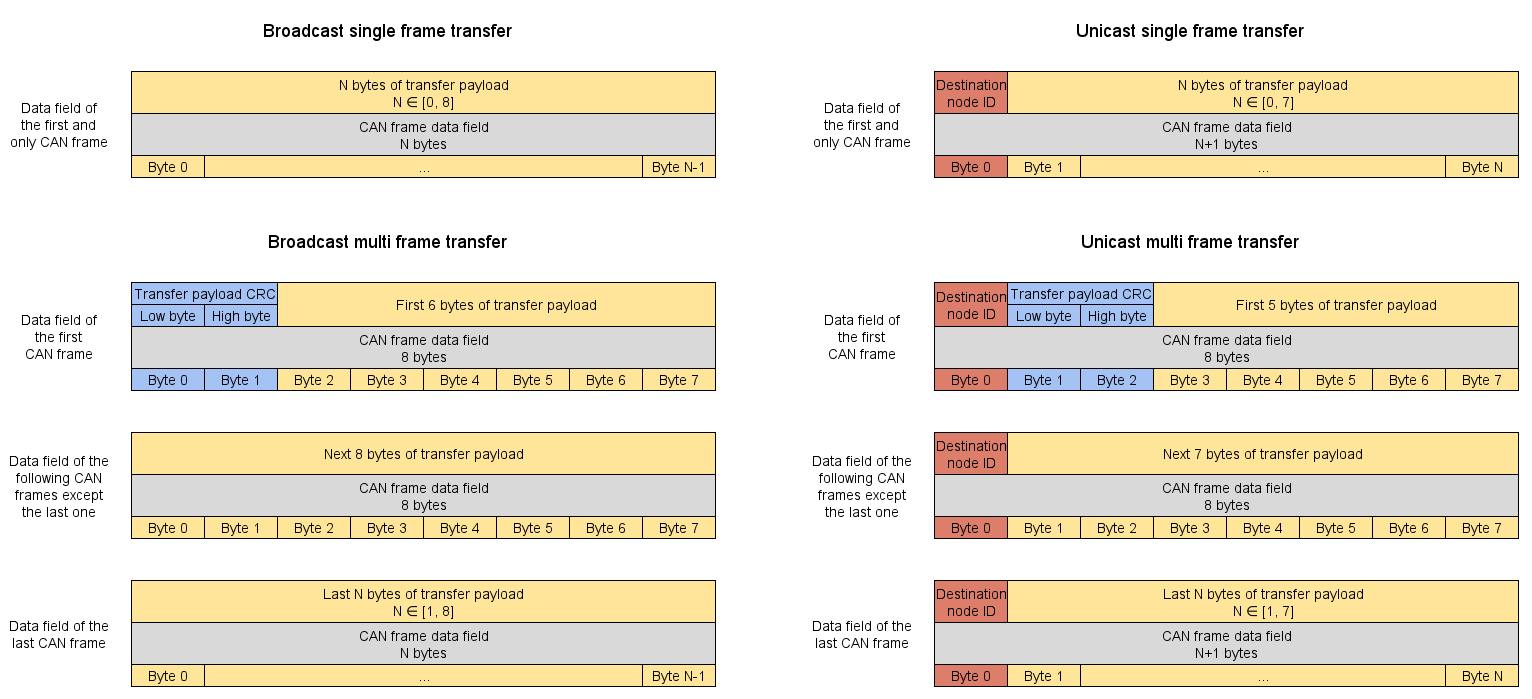 Broadcast single frame transfer
Data field of
the first and
only CAN frame
N bytes of transfer payload
N ∈ [0, 8]
CAN frame data field
N bytes
Byte 0 ... Byte N-1
Unicast single frame transfer
Data field of
the first and
only CAN frame
Destination
node ID
N bytes of transfer payload
N ∈ [0, 7]
CAN frame data field
N+1 bytes
Byte 0 Byte 1 ... Byte N
Broadcast multi frame transfer
Data field of
the first
CAN frame
Transfer payload CRC
Low byte High byte
First 6 bytes of transfer payload
CAN frame data field
8 bytes
Byte 0 Byte 1 Byte 2 Byte 3 Byte 4 Byte 5 Byte 6 Byte 7
Data field of the
following CAN
frames except
the last one
Next 8 bytes of transfer payload
CAN frame data field
8 bytes
Byte 0 Byte 1 Byte 2 Byte 3 Byte 4 Byte 5 Byte 6 Byte 7
Data field of the
last CAN frame
Last N bytes of transfer payload
N ∈ [1, 8]
CAN frame data field
N bytes
Byte 0 ... Byte N-1
Unicast multi frame transfer
Data field of
the first
CAN frame
Destination
node ID
Transfer payload CRC
Low byte High byte
First 5 bytes of transfer payload
CAN frame data field
8 bytes
Byte 0 Byte 1 Byte 2 Byte 3 Byte 4 Byte 5 Byte 6 Byte 7
Data field of the
following CAN
frames except
the last one
Destination
node ID
Next 7 bytes of transfer payload
CAN frame data field
8 bytes
Byte 0 Byte 1 Byte 2 Byte 3 Byte 4 Byte 5 Byte 6 Byte 7
Data field of the
last CAN frame
Destination
node ID
Last N bytes of transfer payload
N ∈ [1, 7]
CAN frame data field
N+1 bytes
Byte 0 Byte 1 ... Byte N